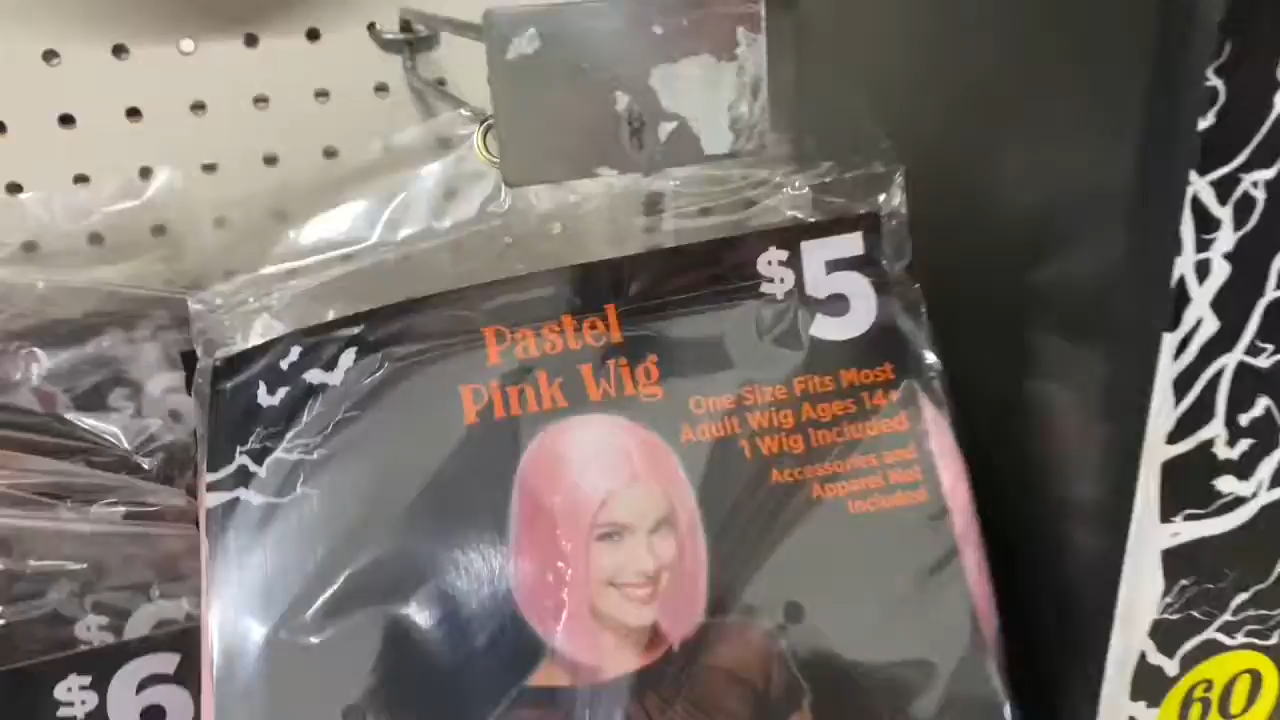 $5
Pastel
Pink Wig
One Size Fits Most
Adult Wig Ages 14+
1 Wig Included
Accessories and
Apparel Not
Included
$
$6
60